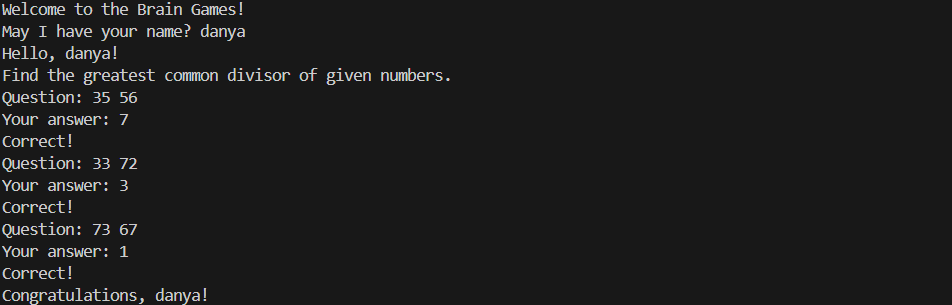 Welcome to the Brain Games!
May I have your name? danya
Hello, danya!
Find the greatest common divisor of given numbers.
Question: 35 56
Your answer: 7
Correct!
Question: 33 72
Your answer: 3
Correct!
Question: 73 67
Your answer: 1
Correct!
Congratulations, danya!